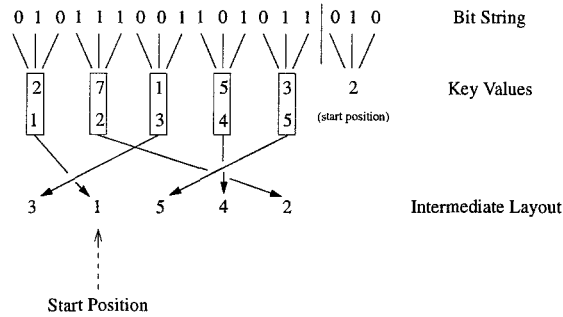 0 1 0 1 1 1 0 0 1 1 0 1 0 1 1 0 1 0 Bit String
2 7 1 5 3 2 Key Values
1 2 3 4 5 (start position)
3 1 5 4 2 Intermediate Layout
Start Position